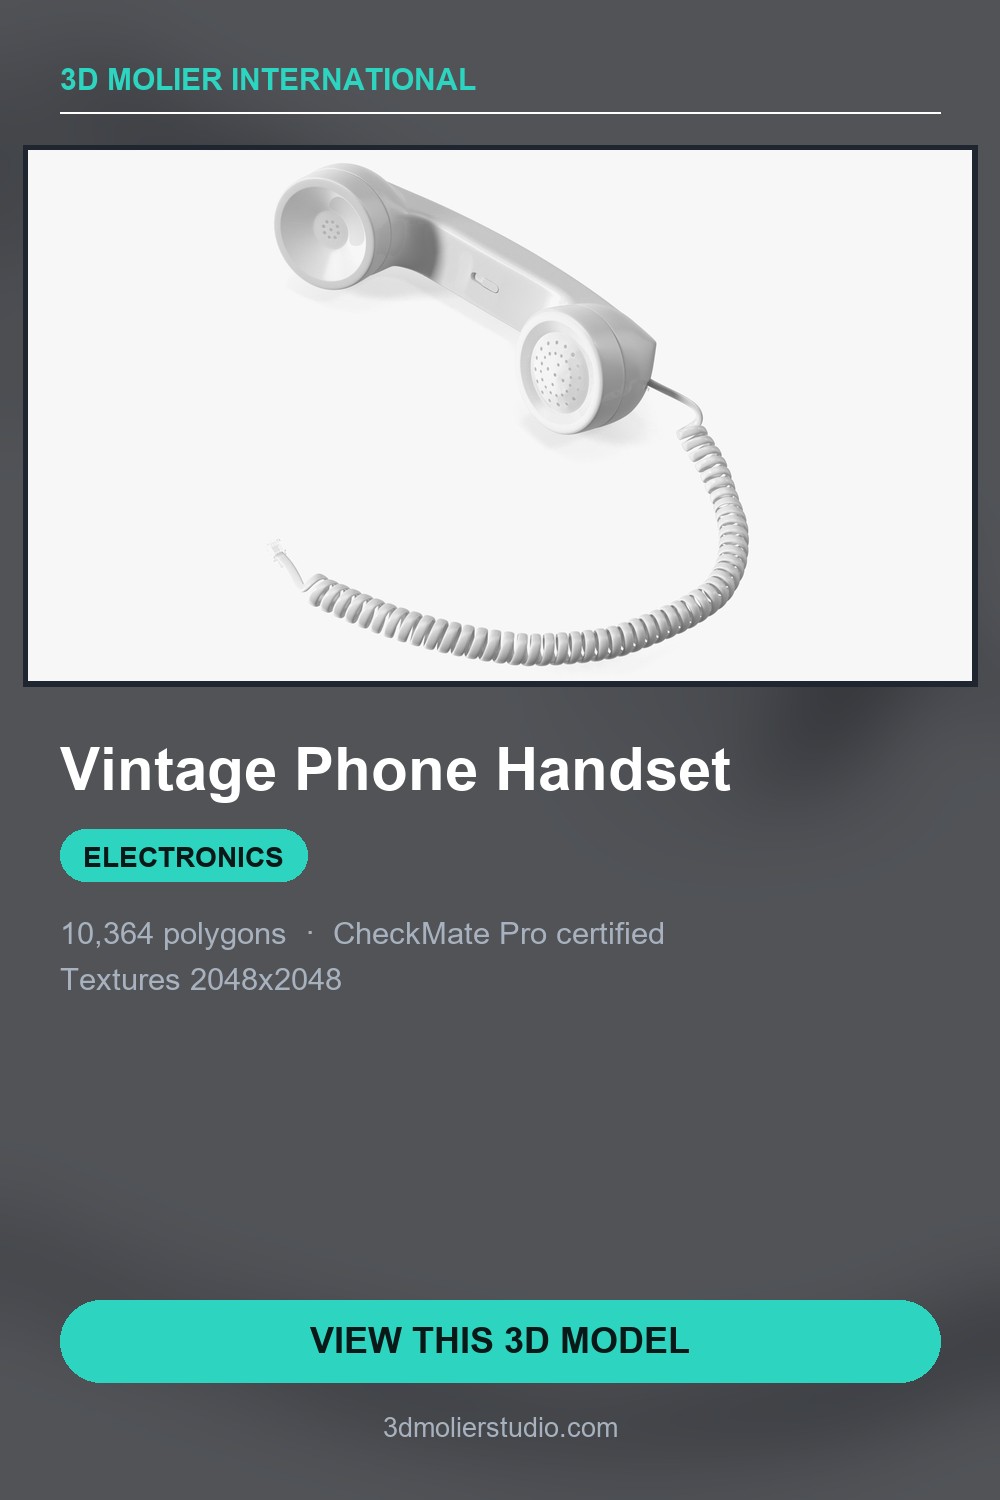 3D MOLIER INTERNATIONAL
Vintage Phone Handset
ELECTRONICS
10,364 polygons · CheckMate Pro certified
Textures 2048x2048
VIEW THIS 3D MODEL
3dmolierstudio.com